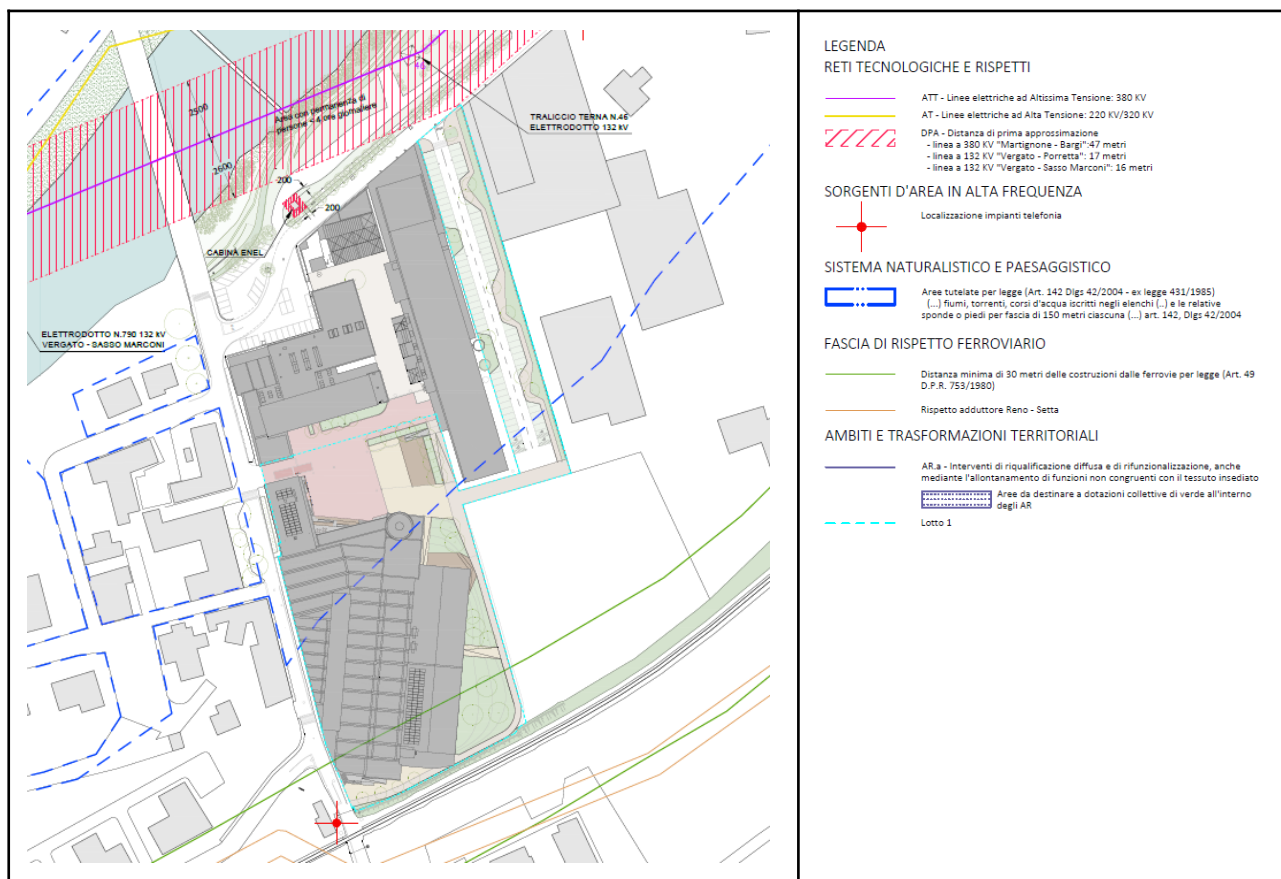 2500
2600
Area con permanenza di
persone < 4 ore giornaliere
46
TRALICCIO TERNA N.46
ELETTRODOTTO 132 kV
200
200
CABINA ENEL
ELETTRODOTTO N.790 132 kV
VERGATO - SASSO MARCONI
LEGENDA
RETI TECNOLOGICHE E RISPETTI
ATT - Linee elettriche ad Altissima Tensione: 380 KV
AT - Linee elettriche ad Alta Tensione: 220 KV/320 KV
DPA - Distanza di prima approssimazione
- linea a 380 KV "Martignone - Bargi":47 metri
- linea a 132 KV "Vergato - Porretta": 17 metri
- linea a 132 KV "Vergato - Sasso Marconi": 16 metri
SORGENTI D'AREA IN ALTA FREQUENZA
Localizzazione impianti telefonia
SISTEMA NATURALISTICO E PAESAGGISTICO
Aree tutelate per legge (Art. 142 Dlgs 42/2004 - ex legge 431/1985)
(...) fiumi, torrenti, corsi d'acqua iscritti negli elenchi (..) e le relative
sponde o piedi per fascia di 150 metri ciascuna (...) art. 142, Dlgs 42/2004
FASCIA DI RISPETTO FERROVIARIO
Distanza minima di 30 metri delle costruzioni dalle ferrovie per legge (Art. 49
D.P.R. 753/1980)
Rispetto adduttore Reno - Setta
AMBITI E TRASFORMAZIONI TERRITORIALI
AR.a - Interventi di riqualificazione diffusa e di rifunzionalizzazione, anche
mediante l'allontanamento di funzioni non congruenti con il tessuto insediato
Aree da destinare a dotazioni collettive di verde all'interno
degli AR
Lotto 1